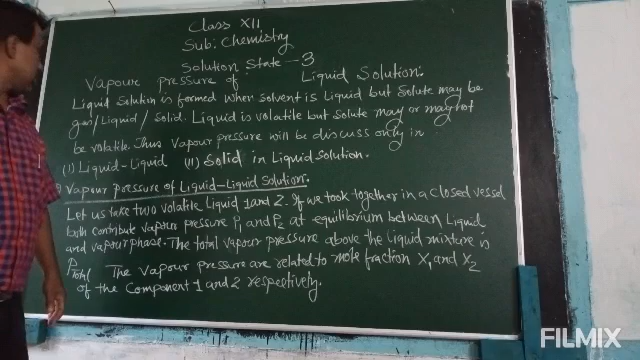 Class XII
Sub: Chemistry
Solution State - 3
Vapour pressure of Liquid Solution:
Liquid Solution is formed when solvent is Liquid but Solute may be
gas/Liquid/solid. Liquid is volatile but solute may or may not
be volatile. Thus Vapour pressure will be discuss only in
(I) Liquid-Liquid (II) Solid in Liquid solution.
Vapour pressure of Liquid-Liquid Solution.
Let us take two volatile Liquid 1 and 2. If we took together in a closed vessel
both contribute vapour pressure P1 and P2 at equilibrium between Liquid
and vapour phase. The total vapour pressure above the liquid mixture is
P Total The vapour pressure are related to mole fraction X1 and X2
of the component 1 and 2 respectively.
FILMIX